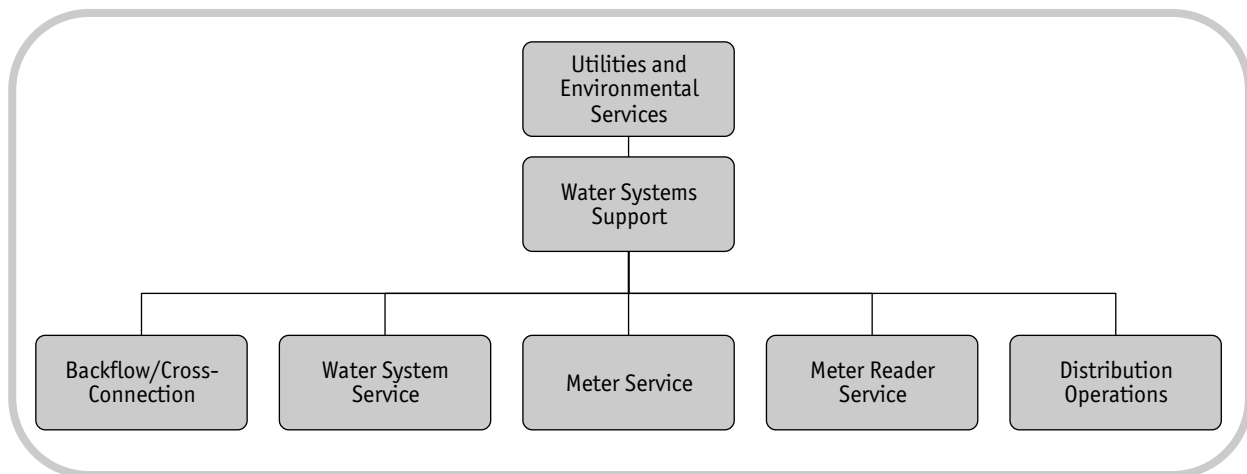 Utilities and
Environmental
Services
Water Systems
Support
Backflow/Cross-
Connection
Water System
Service
Meter Service
Meter Reader
Service
Distribution
Operations